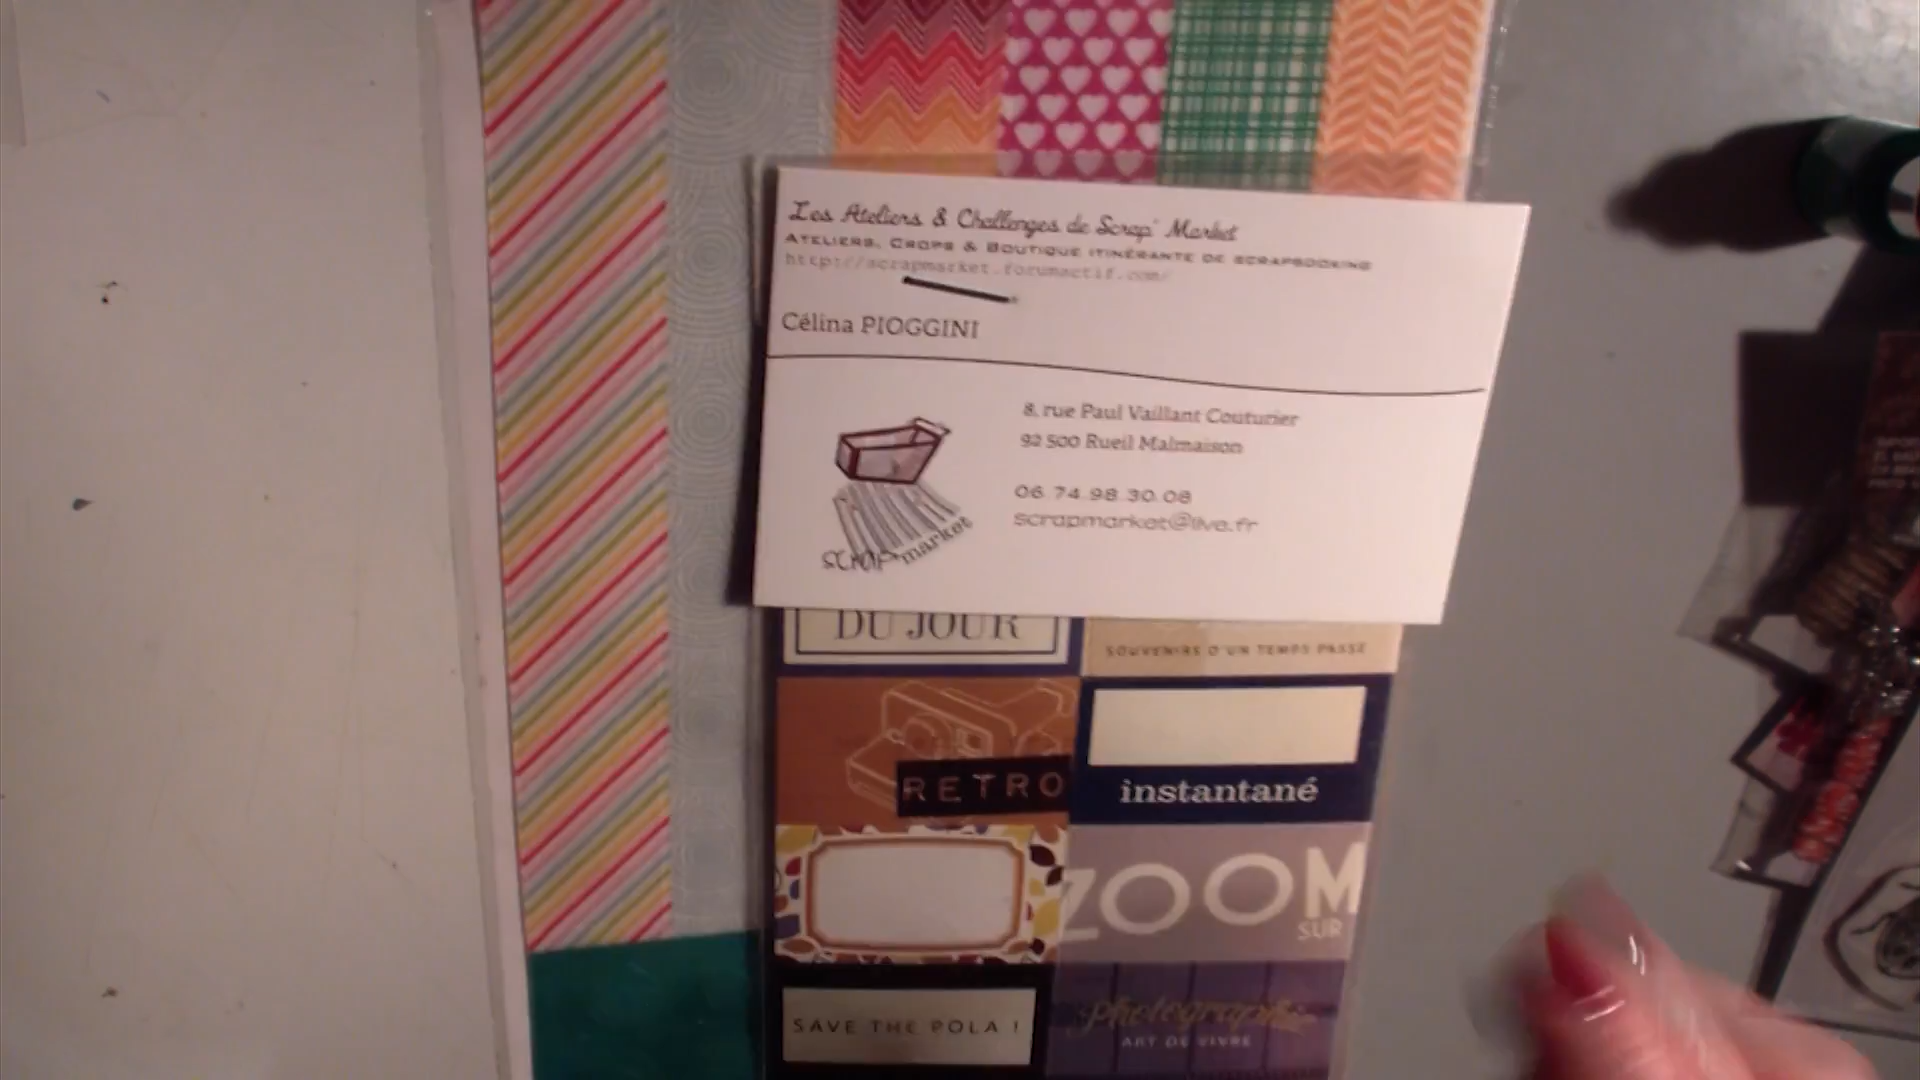 Les Ateliers & Challenges de Scrap' Market
ATELIERS, CROPS & BOUTIQUE ITINÉRANTE DE SCRAPBOOKING
http://scrapmarket.forumactif.com/
Célina PIOGGINI
8, rue Paul Vaillant Couturier
92 500 Rueil Malmaison
06 74 98 30 08
scrapmarket@live.fr
SCRAP market
DU JOUR
SOUVENIRS D'UN TEMPS PASSÉ
RETRO
instantané
ZOOM
SUR
SAVE THE POLA !
photographie
ART DE VIVRE